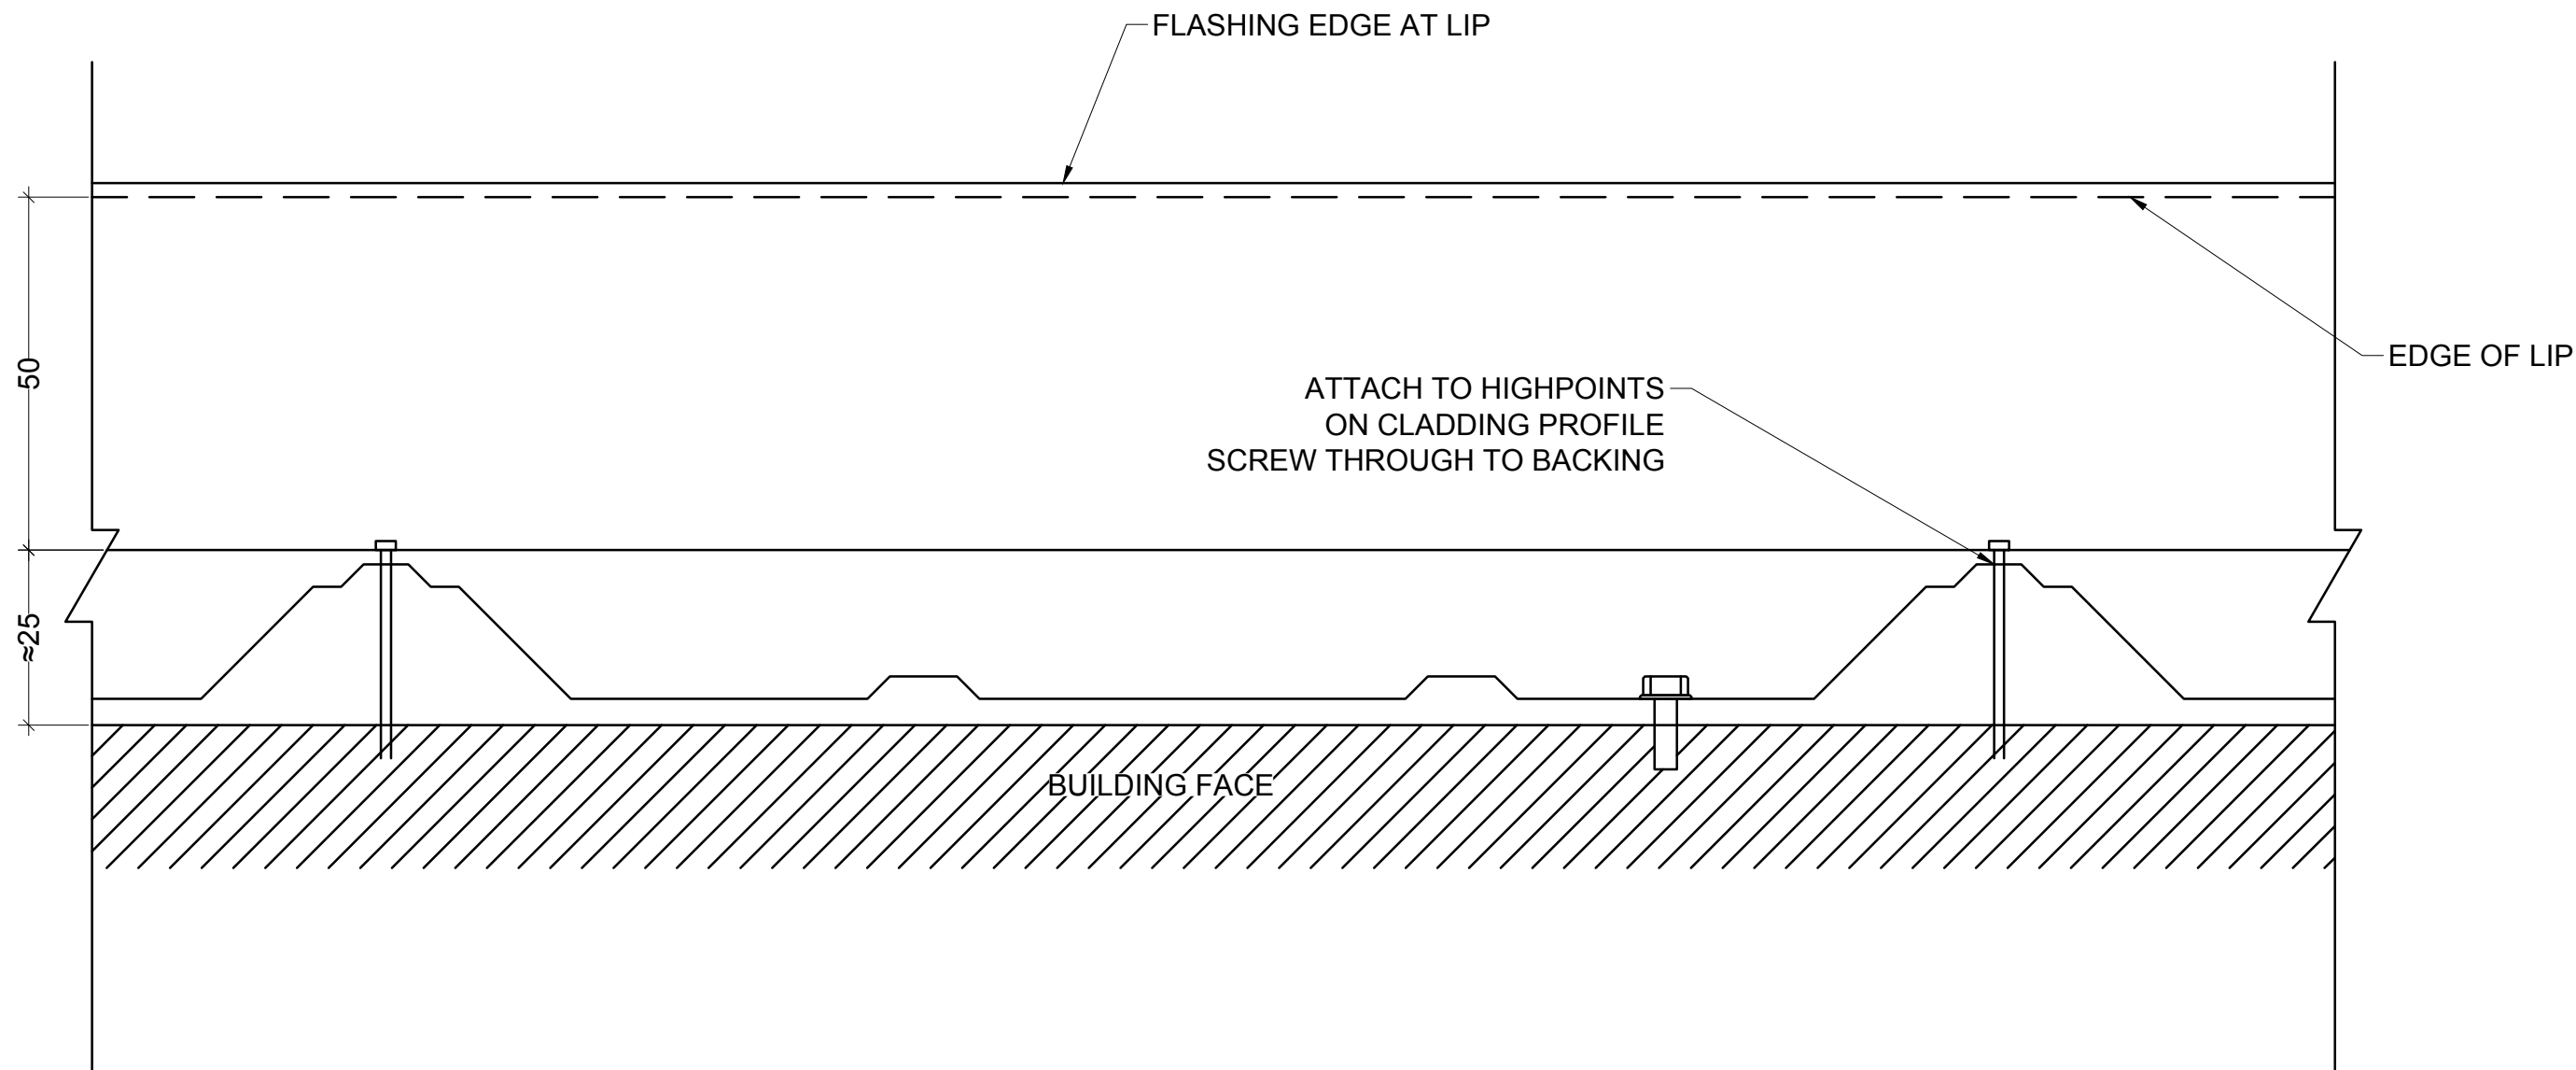 FLASHING EDGE AT LIP
50
EDGE OF LIP
ATTACH TO HIGHPOINTS
ON CLADDING PROFILE
SCREW THROUGH TO BACKING
≈25
BUILDING FACE